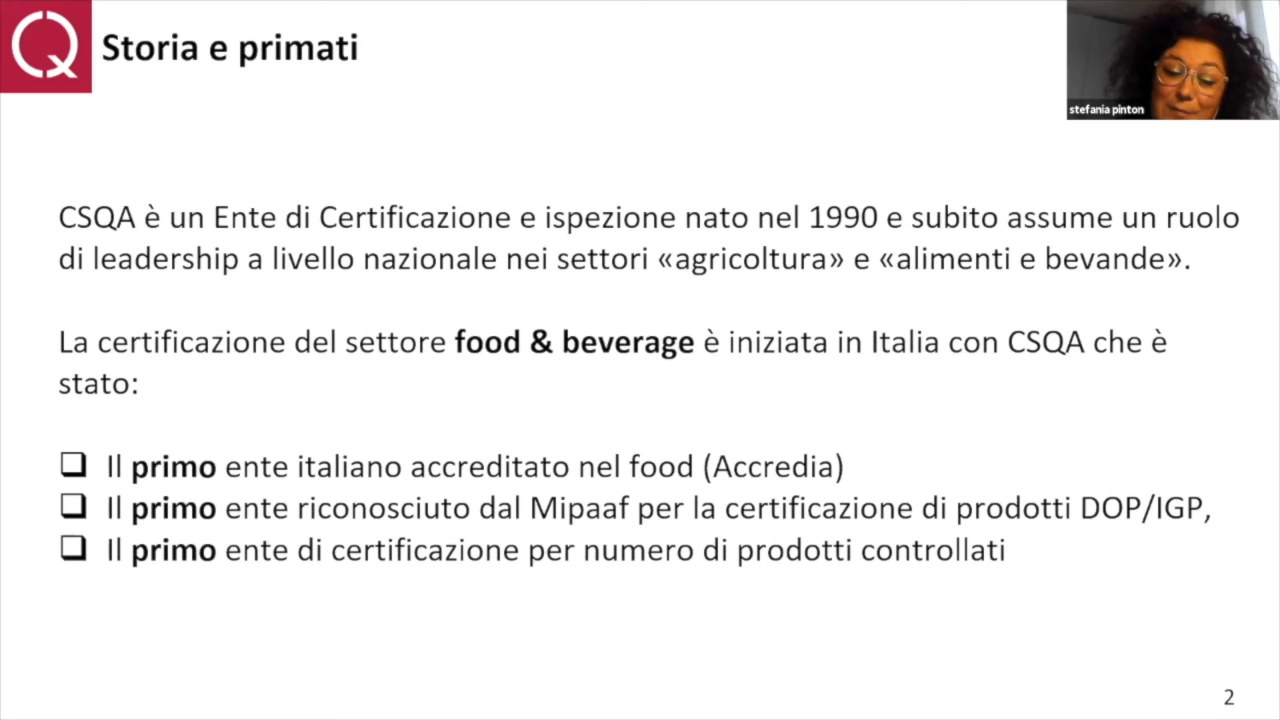 Storia e primati
stefania pinton
CSQA è un Ente di Certificazione e ispezione nato nel 1990 e subito assume un ruolo
di leadership a livello nazionale nei settori «agricoltura» e «alimenti e bevande».
La certificazione del settore food & beverage è iniziata in Italia con CSQA che è
stato:
❑ Il primo ente italiano accreditato nel food (Accredia)
❑ Il primo ente riconosciuto dal Mipaaf per la certificazione di prodotti DOP/IGP,
❑ Il primo ente di certificazione per numero di prodotti controllati
2